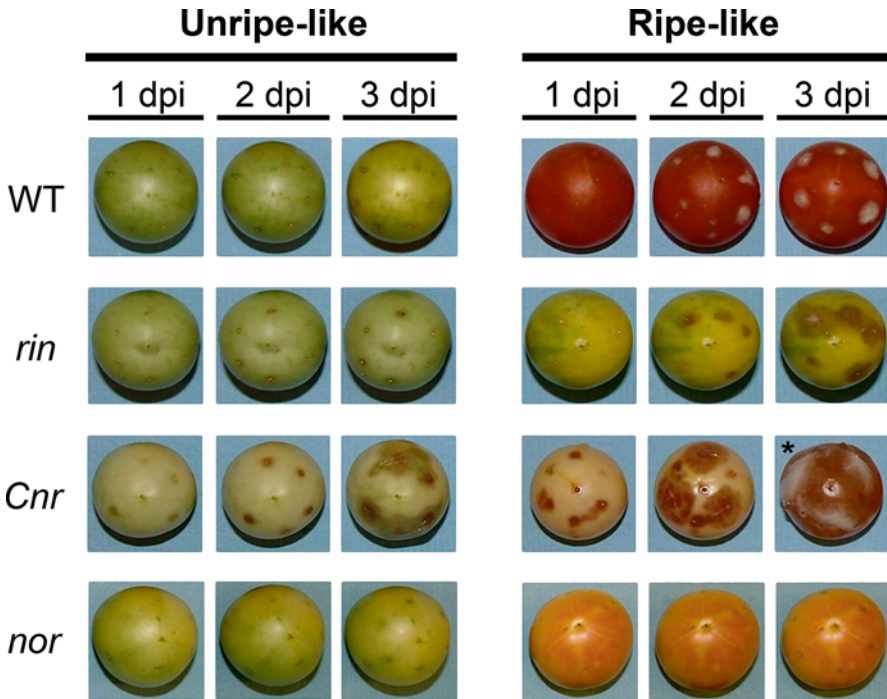 Unripe-like Ripe-like
1 dpi 2 dpi 3 dpi 1 dpi 2 dpi 3 dpi
WT
rin
Cnr *
nor